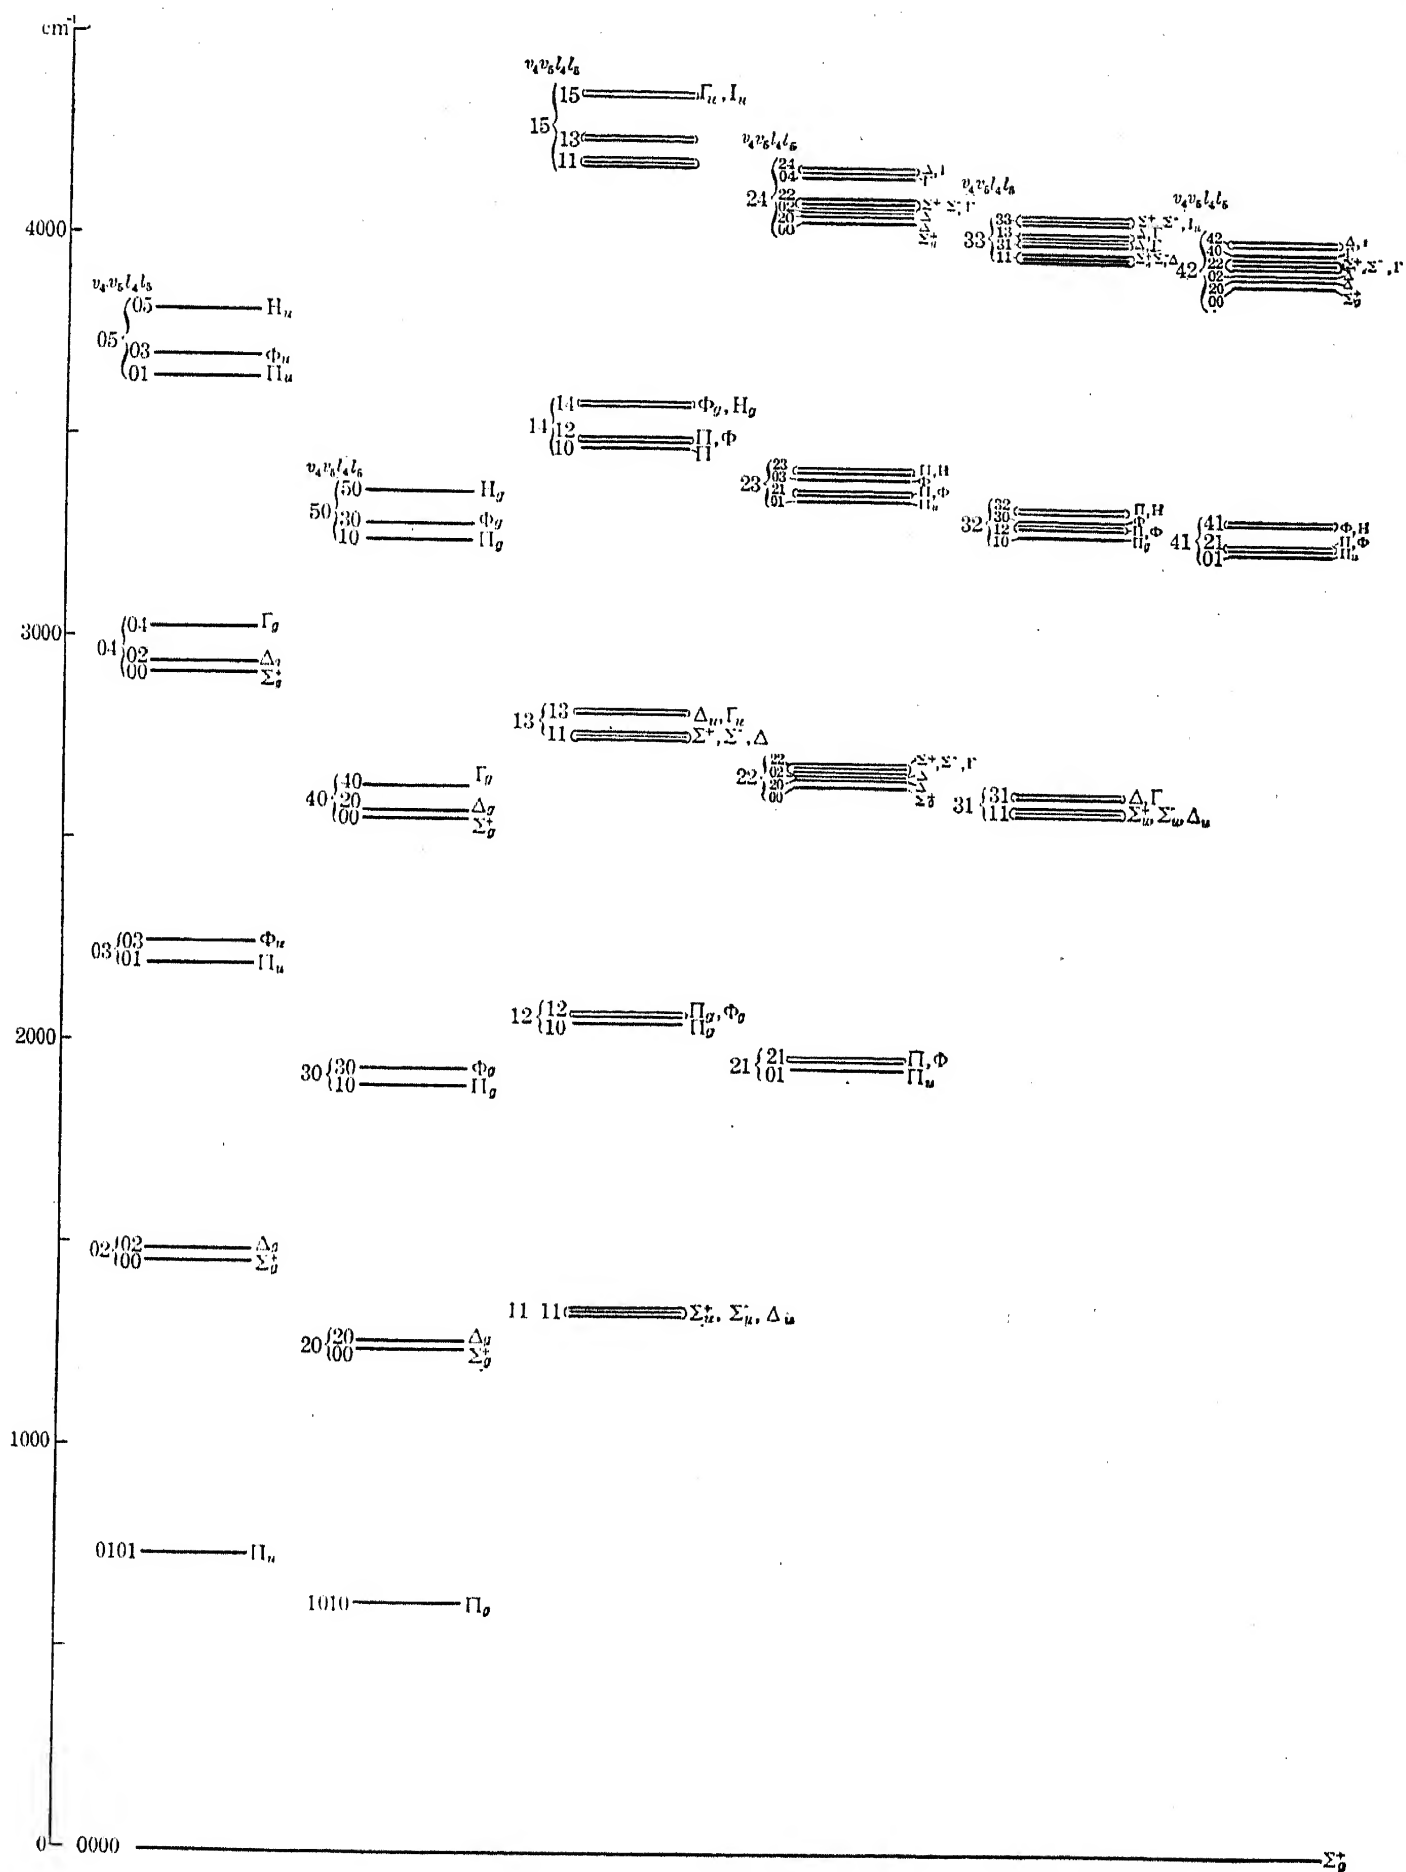 cm⁻¹
v₄v₅l₄l₅
15 15 Γᵤ, Iᵤ
13
11
v₄v₅l₄l₅
24 24
04
22 Σ⁺ Σ⁻, Γ
02
20 Δ
00
v₄v₅l₄l₅
33 33 Σ⁺, Σ⁻, Iᵤ
13 Δ, Γ
31 Δ, Γ
11 Σ⁺ Σ⁻, Δ
v₄v₅l₄l₅
42 42
40
22 Σ⁺, Σ⁻, Γ
02 Δ
20 Δ
00 Σg⁺
4000
v₄v₅l₄l₅
05 05 Hᵤ
03 Φᵤ
01 Πᵤ
14 14 Φg, Hg
12 Π, Φ
10 Π
v₄v₅l₄l₅
50 50 Hg
30 Φg
10 Πg
23 23 Π, H
03 Φ
21 Π, Φ
01 Πᵤ
32 32 Π, H
30 Φ
12 Π, Φ
10 Πg
41 41 Φ, H
21 Π, Φ
01 Πᵤ
3000
04 04 Γg
02 Δg
00 Σg⁺
13 13 Δᵤ, Γᵤ
11 Σ⁺, Σ⁻, Δ
40 40 Γg
20 Δg
00 Σg⁺
22 22 Σ⁺, Σ⁻, Γ
02 Δ
20 Δ
00 Σg⁺
31 31 Δ, Γ
11 Σᵤ⁺, Σᵤ⁻, Δᵤ
03 03 Φᵤ
01 Πᵤ
2000
12 12 Πg, Φg
10 Πg
30 30 Φg
10 Πg
21 21 Π, Φ
01 Πᵤ
02 02 Δg
00 Σg⁺
11 11 Σᵤ⁺, Σᵤ⁻, Δᵤ
20 20 Δg
00 Σg⁺
1000
0101 Πᵤ
1010 Πg
0 0000 Σg⁺